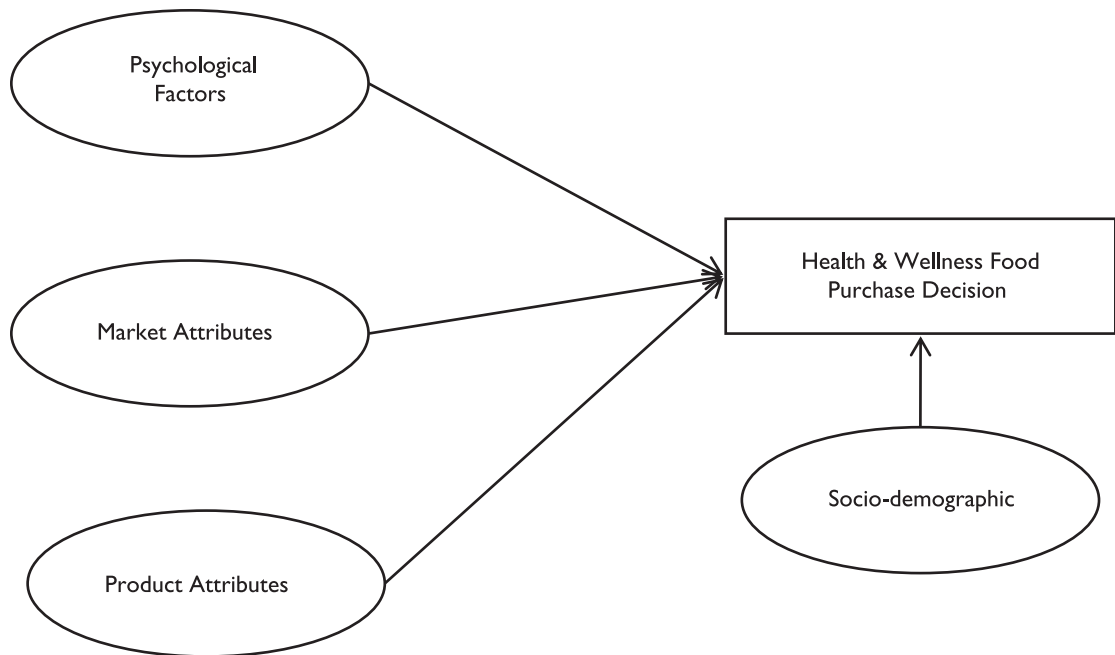 Psychological
Factors
Health & Wellness Food
Purchase Decision
Market Attributes
Socio-demographic
Product Attributes